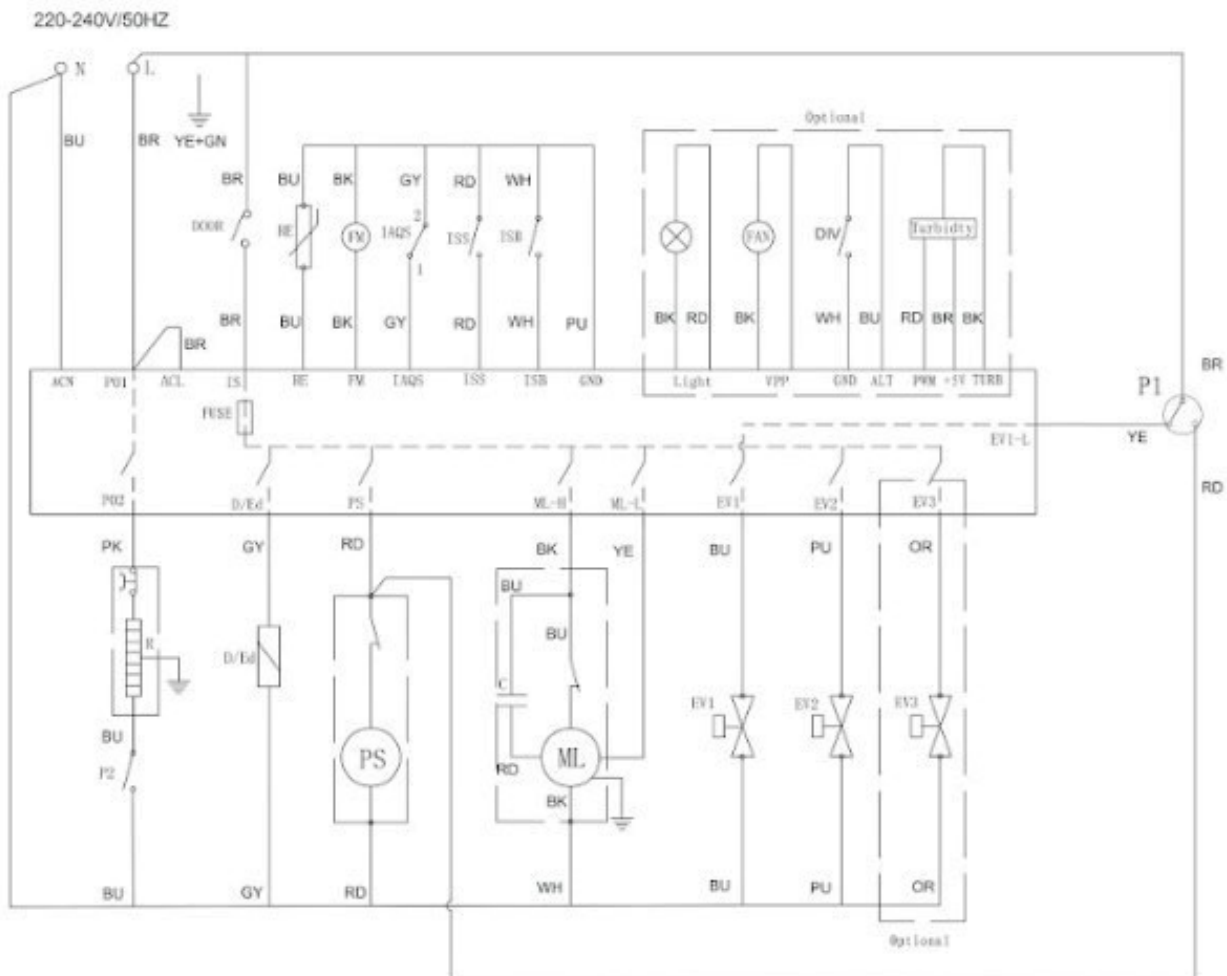 220-240V/50HZ
N L
BU BR YE+GN
Optional
BR BU BK GY RD WH
2
DOOR RE FM IAQS ISS ISB FAN DIV Turbidty
1
BR BU BK GY RD WH PU BK RD BK WH BU RD BR BK
BR
ACN P01 ACL IS RE FM IAQS ISS ISB GND Light VPP GND ALT PWM +5V TURB
BR
P1
FUSE
EV1-L YE
P02 D/Ed PS ML-H ML-L EV1 EV2 EV3
RD
PK GY RD BK YE BU PU OR
BU
BU
R D/Ed
C EV1 EV2 EV3
BU
PS ML
P2 RD
BK
BU GY RD WH BU PU OR
Optional